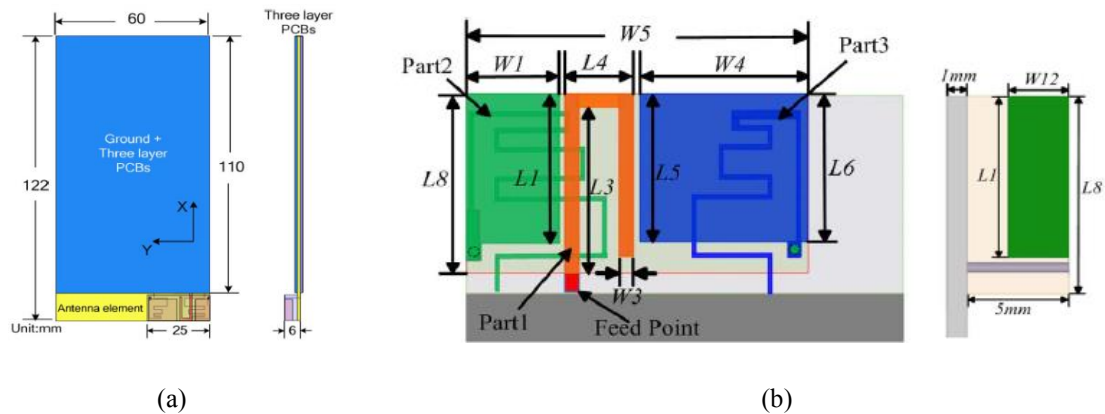 60
Three layer
PCBs
122
Ground +
Three layer
PCBs
110
X
Y
Antenna element
Unit:mm
25
6
(a)
W5
Part2
W1
L4
W4
Part3
L8
L1
L3
L5
L6
W3
Part1
Feed Point
1mm
W12
L1
L8
5mm
(b)